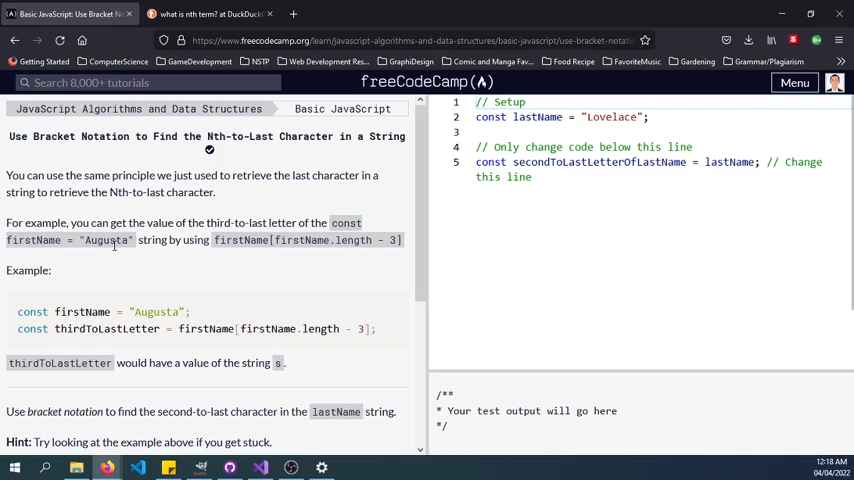 Basic JavaScript: Use Bracket Not
what is nth term? at DuckDuckG
https://www.freecodecamp.org/learn/javascript-algorithms-and-data-structures/basic-javascript/use-bracket-notati
Getting Started ComputerScience GameDevelopment NSTP Web Development Res... GraphiDesign Comic and Manga Fav... Food Recipe FavoriteMusic Gardening Grammar/Plagiarism
Search 8,000+ tutorials
freeCodeCamp
Menu
JavaScript Algorithms and Data Structures Basic JavaScript
Use Bracket Notation to Find the Nth-to-Last Character in a String
You can use the same principle we just used to retrieve the last character in a
string to retrieve the Nth-to-last character.
For example, you can get the value of the third-to-last letter of the const
firstName = "Augusta" string by using firstName[firstName.length - 3]
Example:
const firstName = "Augusta";
const thirdToLastLetter = firstName[firstName.length - 3];
thirdToLastLetter would have a value of the string s.
Use bracket notation to find the second-to-last character in the lastName string.
Hint: Try looking at the example above if you get stuck.
1 // Setup
2 const lastName = "Lovelace";
3
4 // Only change code below this line
5 const secondToLastLetterOfLastName = lastName; // Change
this line
/**
* Your test output will go here
*/
12:18 AM
04/04/2022